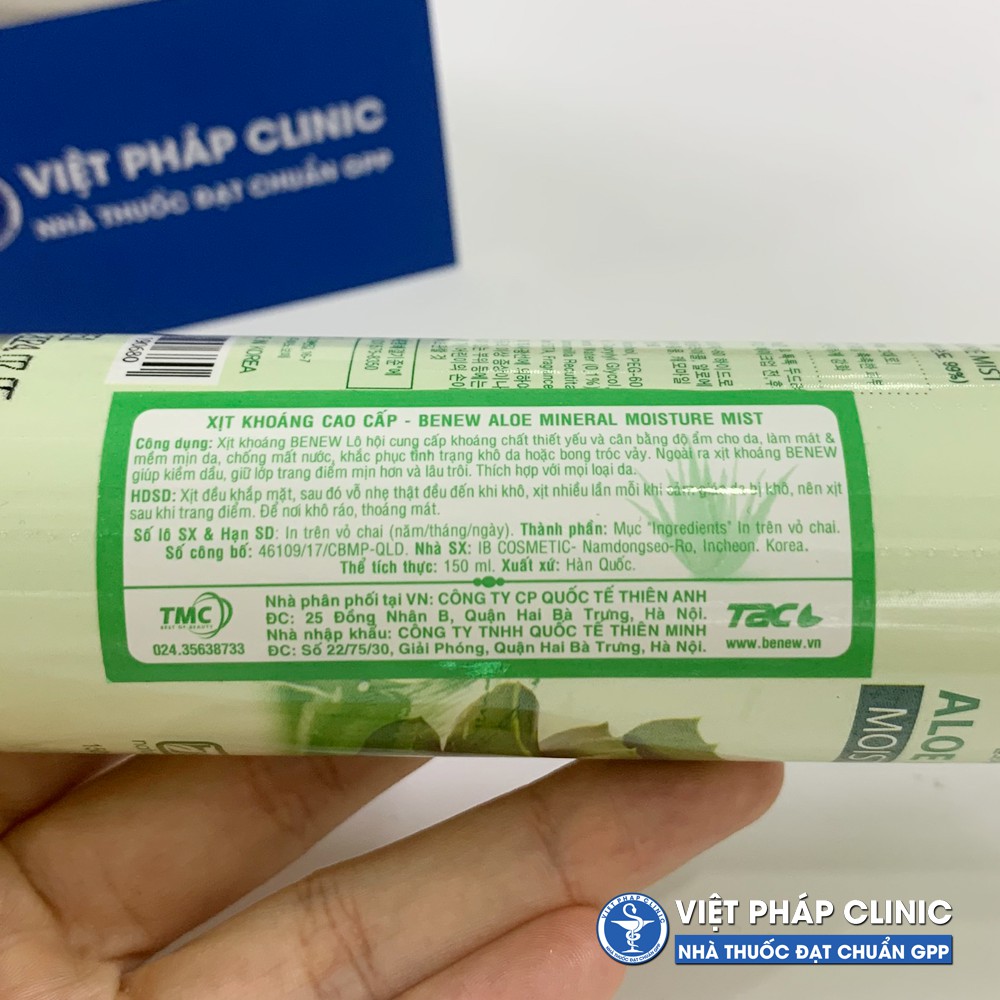 VIỆT PHÁP CLINIC
NHÀ THUỐC ĐẠT CHUẨN GPP
XỊT KHOÁNG CAO CẤP - BENEW ALOE MINERAL MOISTURE MIST
Công dụng: Xịt khoáng BENEW Lô hội cung cấp khoáng chất thiết yếu và cân bằng độ ẩm cho da, làm mát &
mềm mịn da, chống mất nước, khắc phục tình trạng khô da hoặc bong tróc vảy. Ngoài ra xịt khoáng BENEW
giúp kiềm dầu, giữ lớp trang điểm mịn hơn và lâu trôi. Thích hợp với mọi loại da.
HDSD: Xịt đều khắp mặt, sau đó vỗ nhẹ thật đều đến khi khô, xịt nhiều lần mỗi khi cảm giác da bị khô, nên xịt
sau khi trang điểm. Để nơi khô ráo, thoáng mát.
Số lô SX & Hạn SD: In trên vỏ chai (năm/tháng/ngày). Thành phần: Mục "Ingredients" In trên vỏ chai.
Số công bố: 46109/17/CBMP-QLD. Nhà SX: IB COSMETIC- Namdongseo-Ro, Incheon. Korea.
Thể tích thực: 150 ml. Xuất xứ: Hàn Quốc.
TMC
BEST OF BEAUTY
024.35638733
Nhà phân phối tại VN: CÔNG TY CP QUỐC TẾ THIÊN ANH
ĐC: 25 Đồng Nhân B, Quận Hai Bà Trưng, Hà Nội.
Nhà nhập khẩu: CÔNG TY TNHH QUỐC TẾ THIÊN MINH
ĐC: Số 22/75/30, Giải Phóng, Quận Hai Bà Trưng, Hà Nội.
TAC
www.benew.vn
ALOE
MOIS
VIỆT PHÁP CLINIC
VIỆT PHÁP CLINIC
NHÀ THUỐC ĐẠT CHUẨN GPP